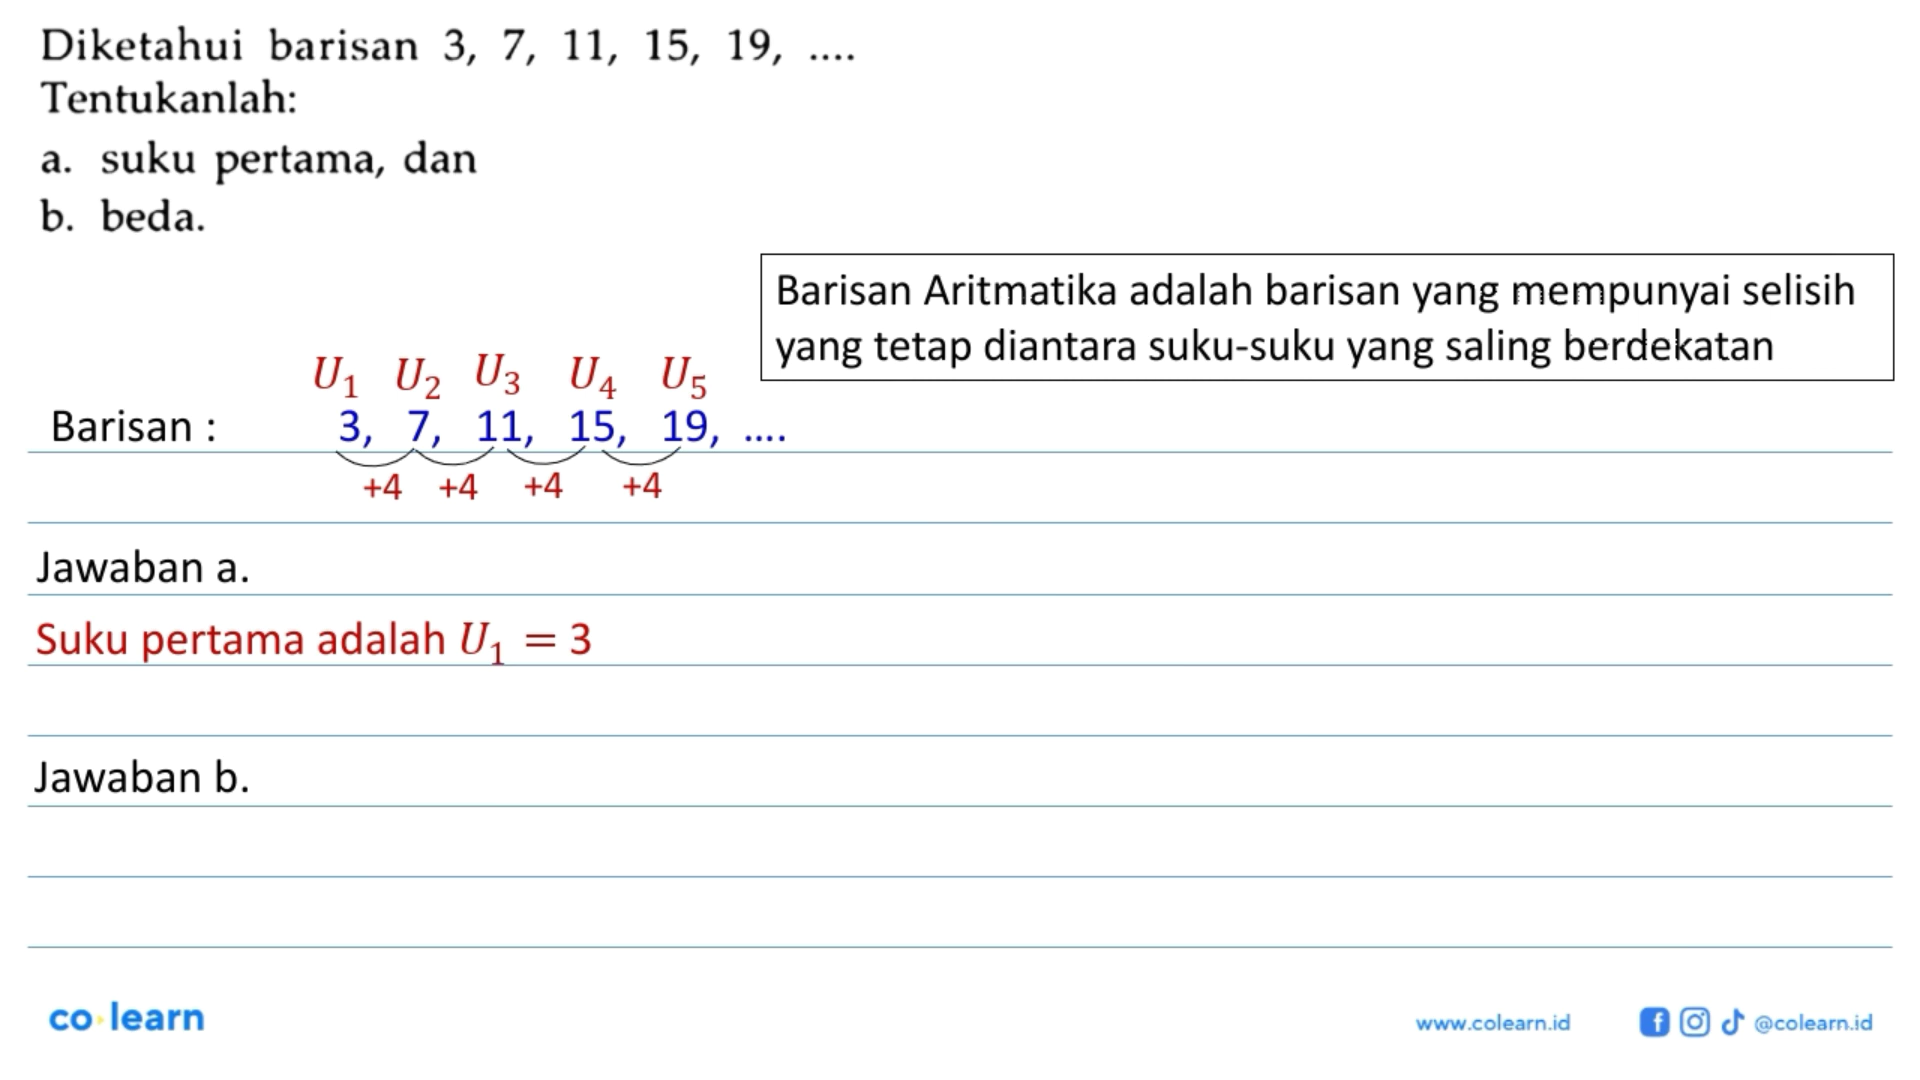 Diketahui barisan 3, 7, 11, 15, 19, ....
Tentukanlah:
a. suku pertama, dan
b. beda.
Barisan Aritmatika adalah barisan yang mempunyai selisih
yang tetap diantara suku-suku yang saling berdekatan
U₁ U₂ U₃ U₄ U₅
Barisan : 3, 7, 11, 15, 19, ....
+4 +4 +4 +4
Jawaban a.
Suku pertama adalah U₁ = 3
Jawaban b.
co learn
www.colearn.id @colearn.id